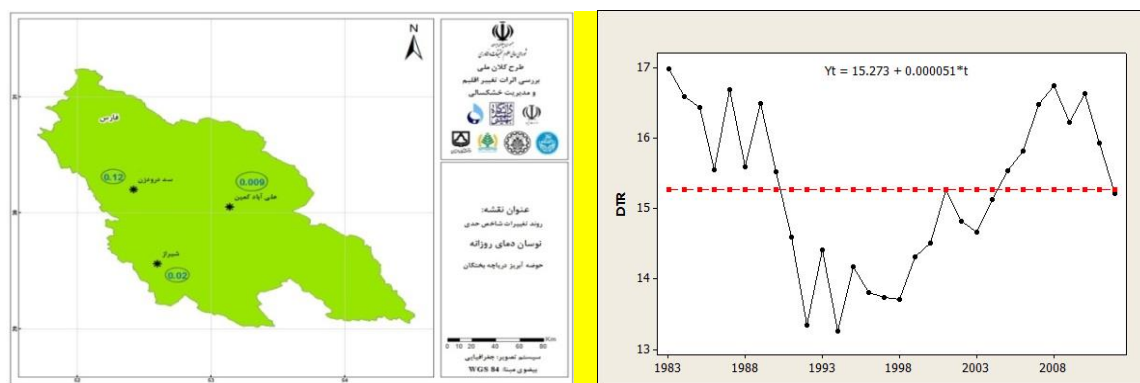 N
فارس
0.12
سد درودزن
0.009
علی آباد کمین
شیراز
0.02
طرح کلان ملی
بررسی اثرات تغییر اقلیم
و مدیریت خشکسالی
عنوان نقشه:
روند تغییرات شاخص حدی
نوسان دمای روزانه
حوضه آبریز دریاچه بختگان
Km
0 10 20 40 60 80
سیستم تصویر: جغرافیایی
بیضوی مبنا: WGS 84
Yt = 15.273 + 0.000051*t
DTR
17
16
15
14
13
1983 1988 1993 1998 2003 2008